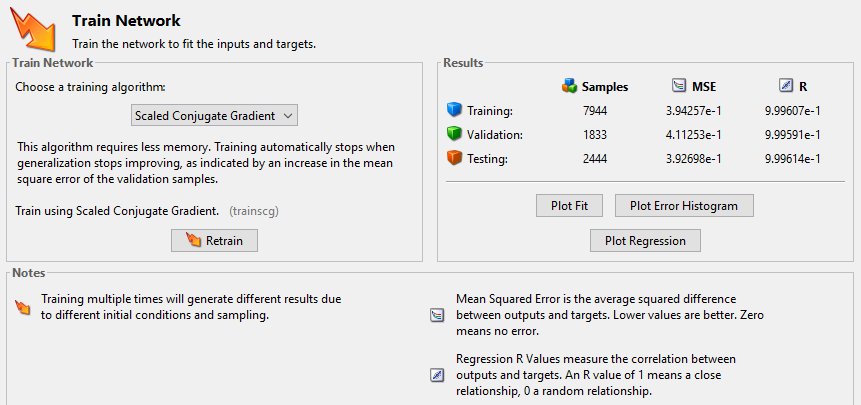 Train Network
Train the network to fit the inputs and targets.
Train Network
Choose a training algorithm:
Scaled Conjugate Gradient
This algorithm requires less memory. Training automatically stops when
generalization stops improving, as indicated by an increase in the mean
square error of the validation samples.
Train using Scaled Conjugate Gradient. (trainscg)
Retrain
Results
Samples MSE R
Training: 7944 3.94257e-1 9.99607e-1
Validation: 1833 4.11253e-1 9.99591e-1
Testing: 2444 3.92698e-1 9.99614e-1
Plot Fit Plot Error Histogram
Plot Regression
Notes
Training multiple times will generate different results due
to different initial conditions and sampling.
Mean Squared Error is the average squared difference
between outputs and targets. Lower values are better. Zero
means no error.
Regression R Values measure the correlation between
outputs and targets. An R value of 1 means a close
relationship, 0 a random relationship.